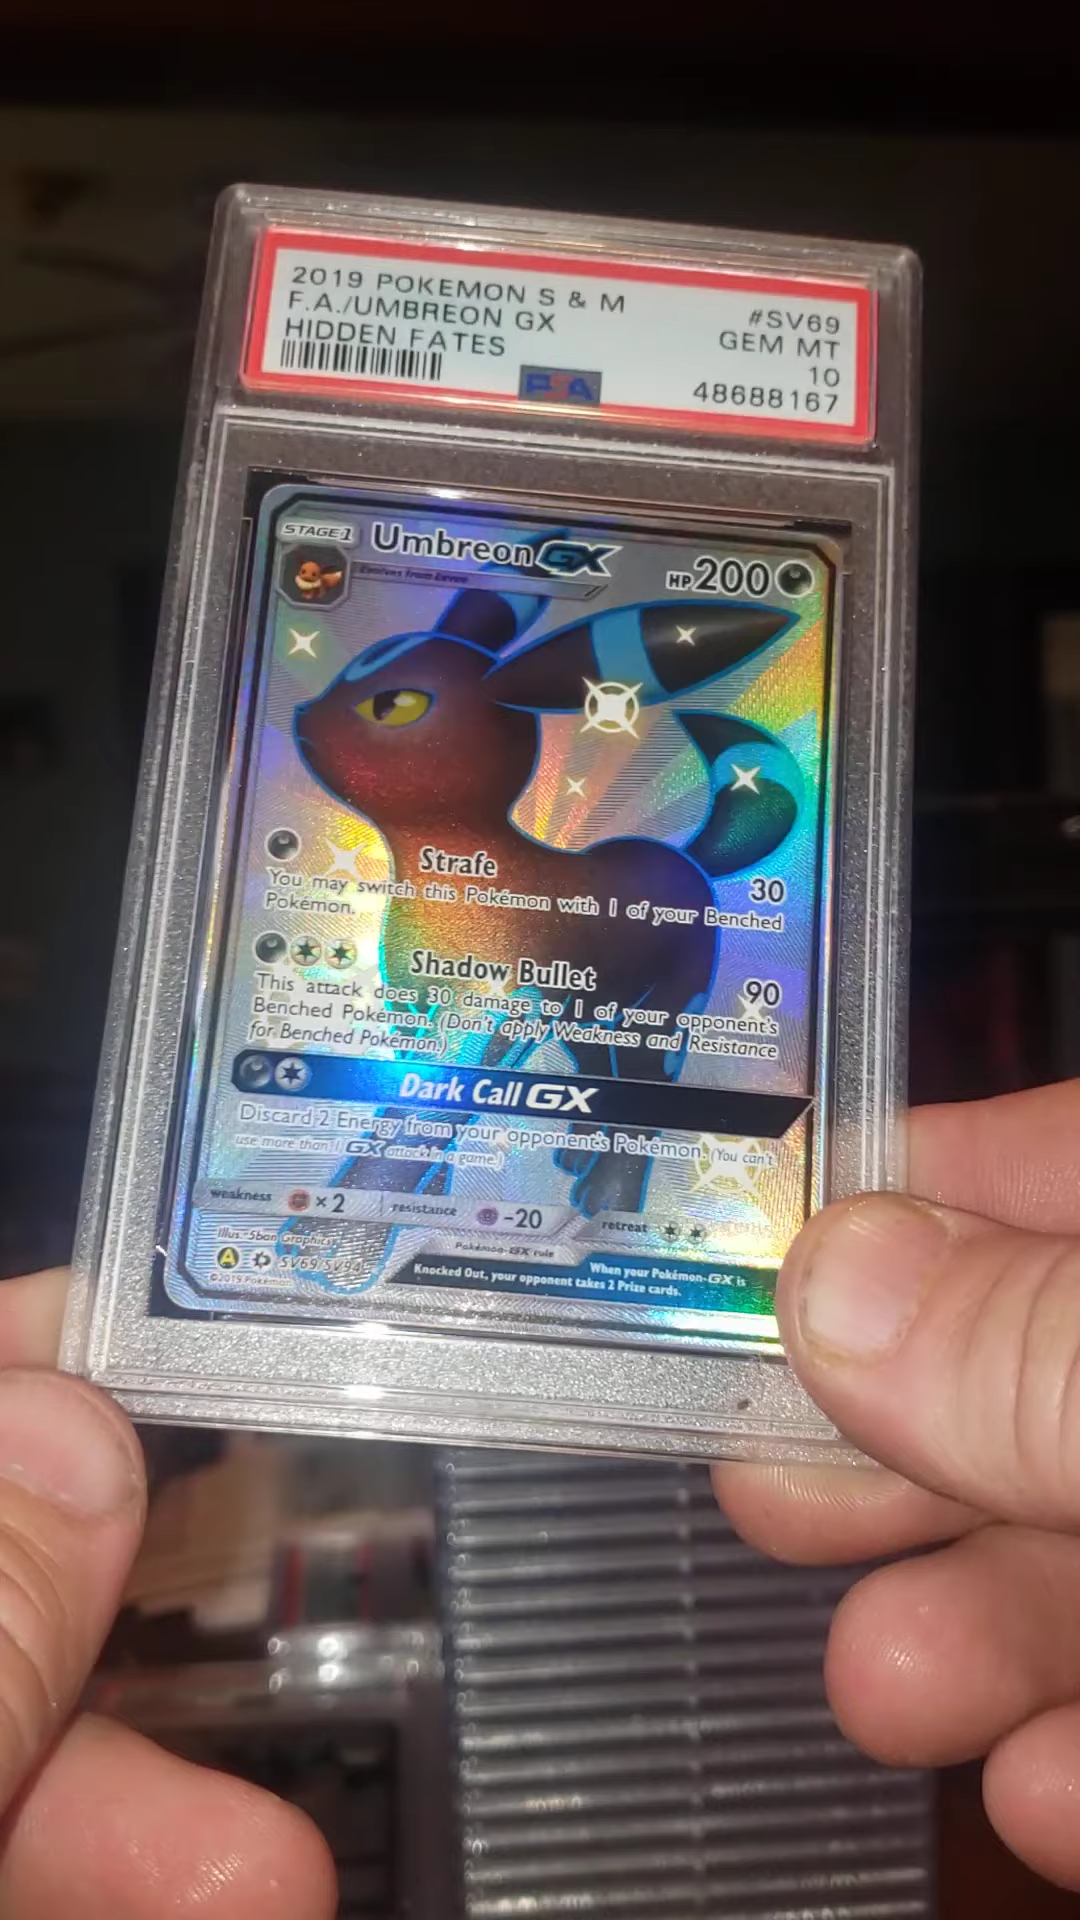 2019 POKEMON S & M #SV69
F.A./UMBREON GX GEM MT
HIDDEN FATES 10
PSA 48688167
STAGE 1 Umbreon GX HP 200
Evolves from Eevee
Strafe 30
You may switch this Pokémon with 1 of your Benched
Pokémon.
Shadow Bullet 90
This attack does 30 damage to 1 of your opponent's
Benched Pokémon. (Don't apply Weakness and Resistance
for Benched Pokémon.)
Dark Call GX
Discard 2 Energy from your opponent's Pokémon. (You can't
use more than 1 GX attack in a game.)
weakness ×2 resistance -20 retreat
Illus. 5ban Graphics
Pokémon-GX rule
When your Pokémon-GX is
Knocked Out, your opponent takes 2 Prize cards.
A SV69/SV94
©2019 Pokémon